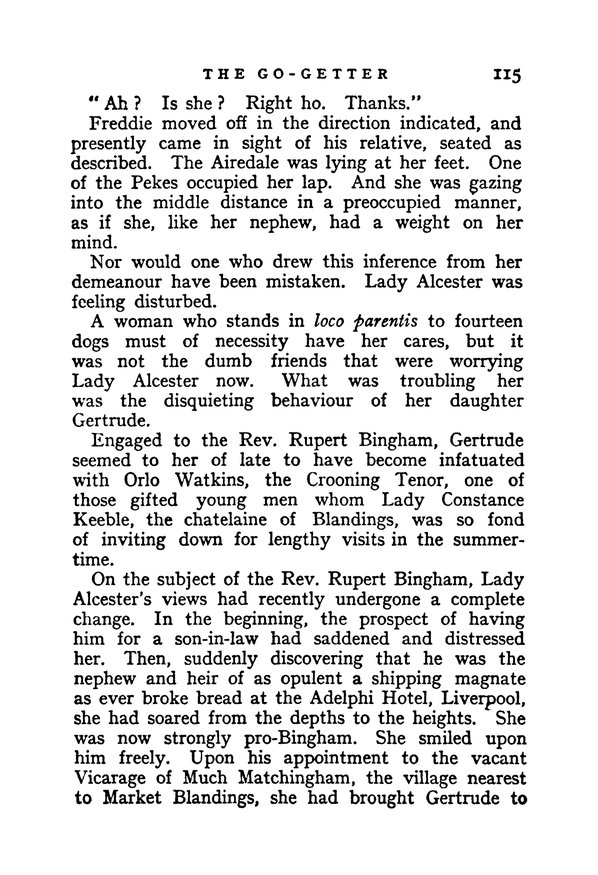 THE GO-GETTER 115
“ Ah ? Is she ? Right ho. Thanks.”
Freddie moved off in the direction indicated, and
presently came in sight of his relative, seated as
described. The Airedale was lying at her feet. One
of the Pekes occupied her lap. And she was gazing
into the middle distance in a preoccupied manner,
as if she, like her nephew, had a weight on her
mind.
Nor would one who drew this inference from her
demeanour have been mistaken. Lady Alcester was
feeling disturbed.
A woman who stands in loco parentis to fourteen
dogs must of necessity have her cares, but it
was not the dumb friends that were worrying
Lady Alcester now. What was troubling her
was the disquieting behaviour of her daughter
Gertrude.
Engaged to the Rev. Rupert Bingham, Gertrude
seemed to her of late to have become infatuated
with Orlo Watkins, the Crooning Tenor, one of
those gifted young men whom Lady Constance
Keeble, the chatelaine of Blandings, was so fond
of inviting down for lengthy visits in the summer-
time.
On the subject of the Rev. Rupert Bingham, Lady
Alcester’s views had recently undergone a complete
change. In the beginning, the prospect of having
him for a son-in-law had saddened and distressed
her. Then, suddenly discovering that he was the
nephew and heir of as opulent a shipping magnate
as ever broke bread at the Adelphi Hotel, Liverpool,
she had soared from the depths to the heights. She
was now strongly pro-Bingham. She smiled upon
him freely. Upon his appointment to the vacant
Vicarage of Much Matchingham, the village nearest
to Market Blandings, she had brought Gertrude to